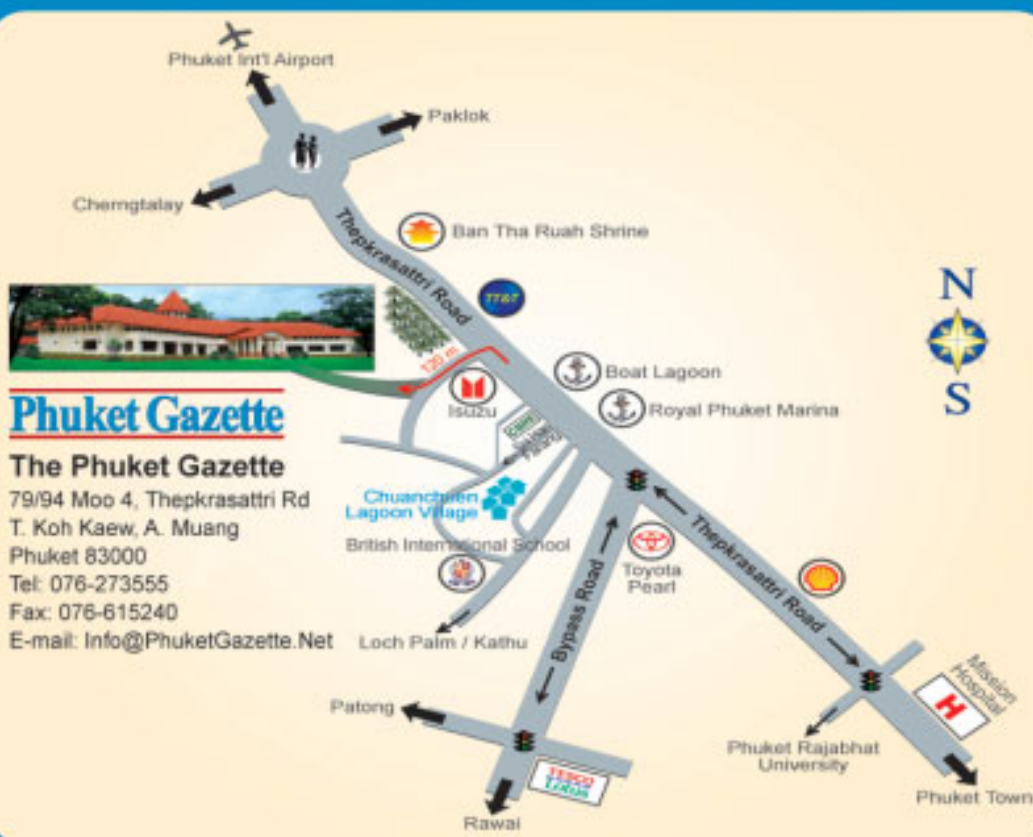 Phuket Int'l Airport
Paklok
Cherngtalay
Thepkrasattri Road
Ban Tha Ruah Shrine
TT&T
N
S
120 m
Isuzu
Boat Lagoon
Royal Phuket Marina
Phuket Gazette
The Phuket Gazette
79/94 Moo 4, Thepkrasattri Rd
T. Koh Kaew, A. Muang
Phuket 83000
Tel: 076-273555
Fax: 076-615240
E-mail: Info@PhuketGazette.Net
Chuanchuen
Lagoon Village
British International School
Loch Palm / Kathu
Bypass Road
Toyota
Pearl
Thepkrasattri Road
Mission
Hospital
H
Patong
TESCO
Lotus
Rawai
Phuket Rajabhat
University
Phuket Town